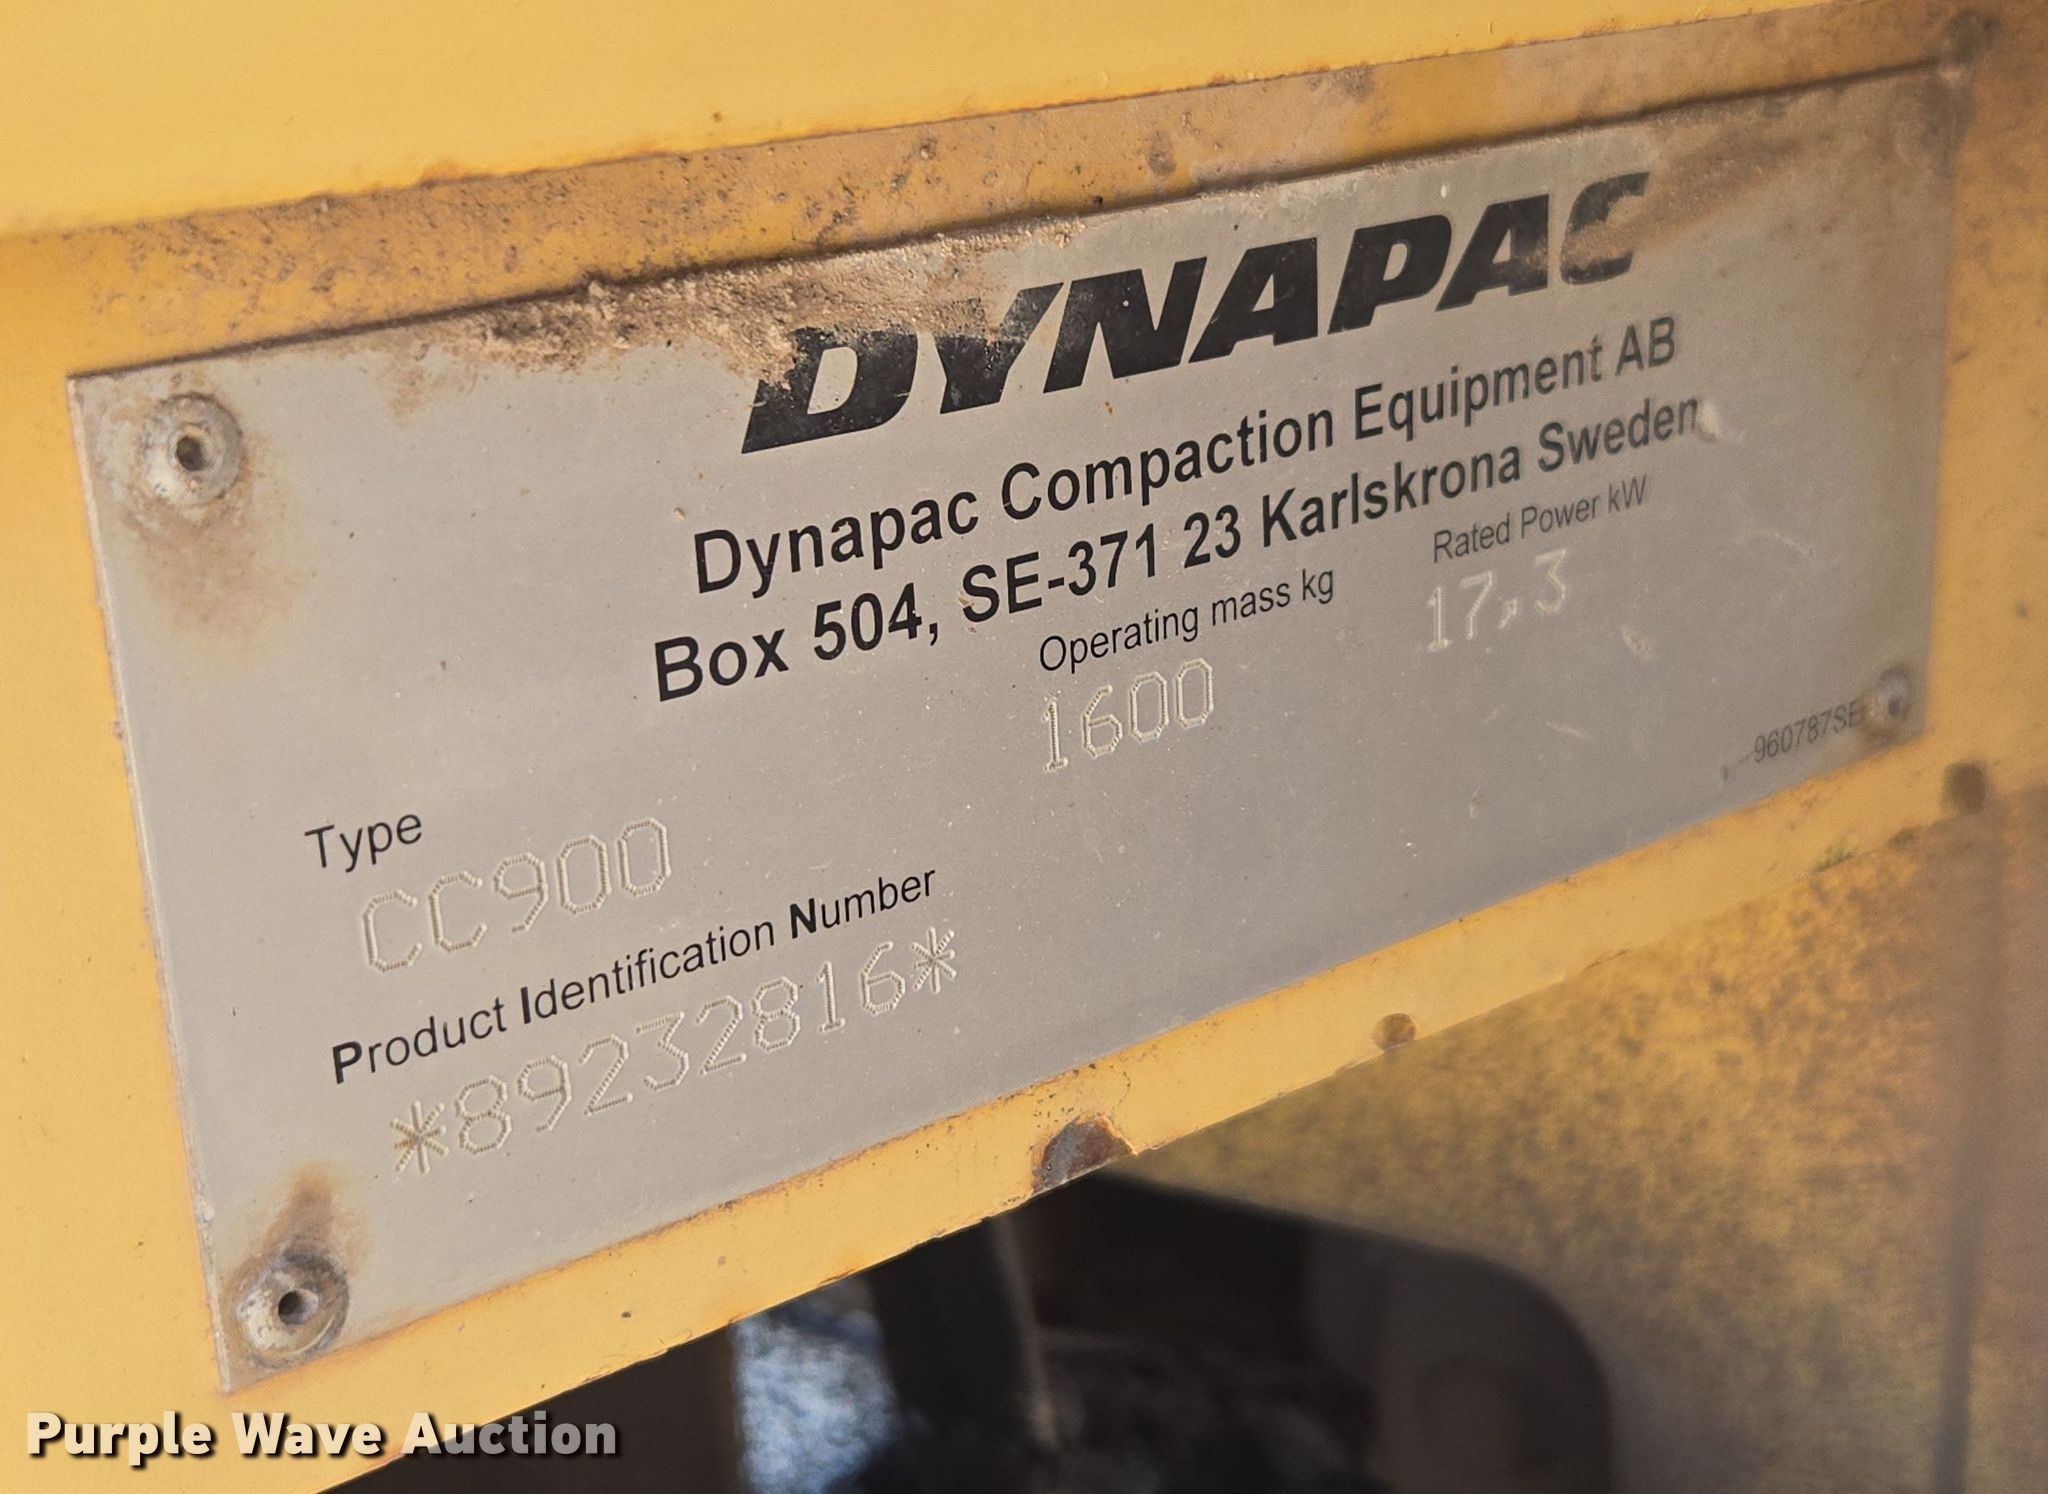 DYNAPAC
Dynapac Compaction Equipment AB
Box 504, SE-371 23 Karlskrona Sweden
Operating mass kg
Rated Power kW
1600
17,3
960787SE
Type
CC900
Product Identification Number
*89232816*
Purple Wave Auction